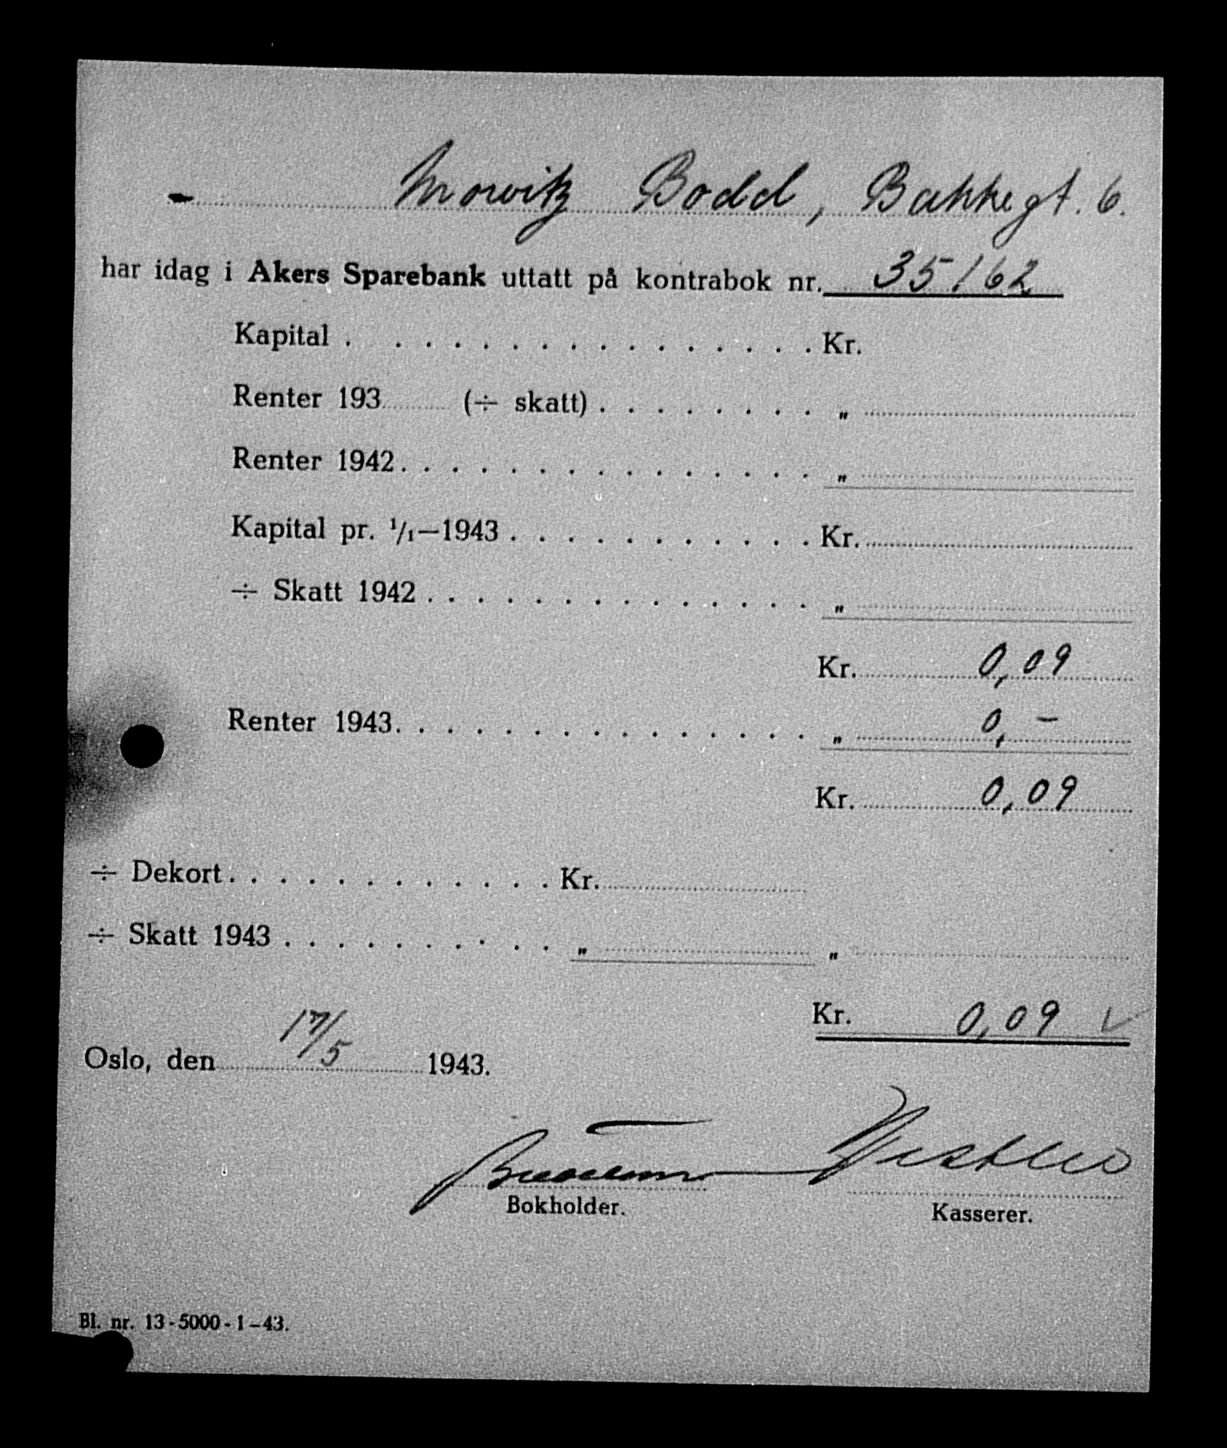 Mowitz Bodd, Bakkegt. 6.
har idag i Akers Sparebank uttatt på kontrabok nr. 35162
Kapital . . . . . . . . . . . . . . . . Kr.
Renter 193 (÷ skatt) . . . . . . . . . „
Renter 1942. . . . . . . . . . . . . . . „
Kapital pr. ¹/₁—1943 . . . . . . . . . . . Kr.
÷ Skatt 1942 . . . . . . . . . . . . . . „
Kr. 0,09
Renter 1943. . . . . . . . . . . . . . . „ 0,—
Kr. 0,09
÷ Dekort. . . . . . . . . . . . Kr.
÷ Skatt 1943 . . . . . . . . . . „ „
Kr. 0,09 ✓
Oslo, den 17/5 1943.
Bokholder. Kasserer.
Bl. nr. 13-5000-1-43.